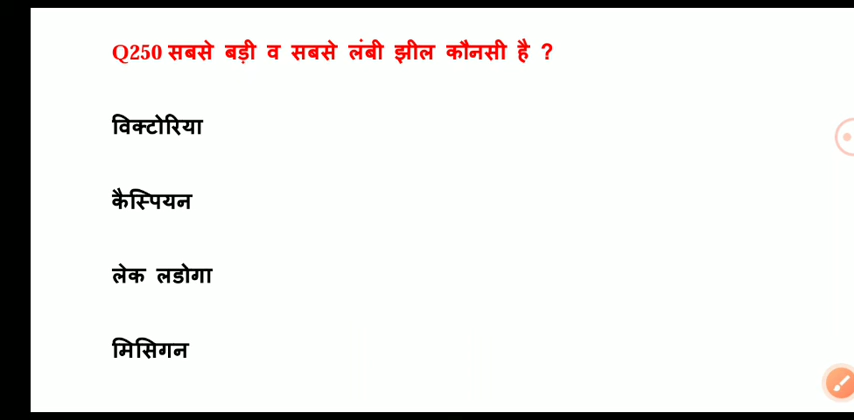 Q250 सबसे बड़ी व सबसे लंबी झील कौनसी है ?
विक्टोरिया
कैस्पियन
लेक लडोगा
मिसिगन